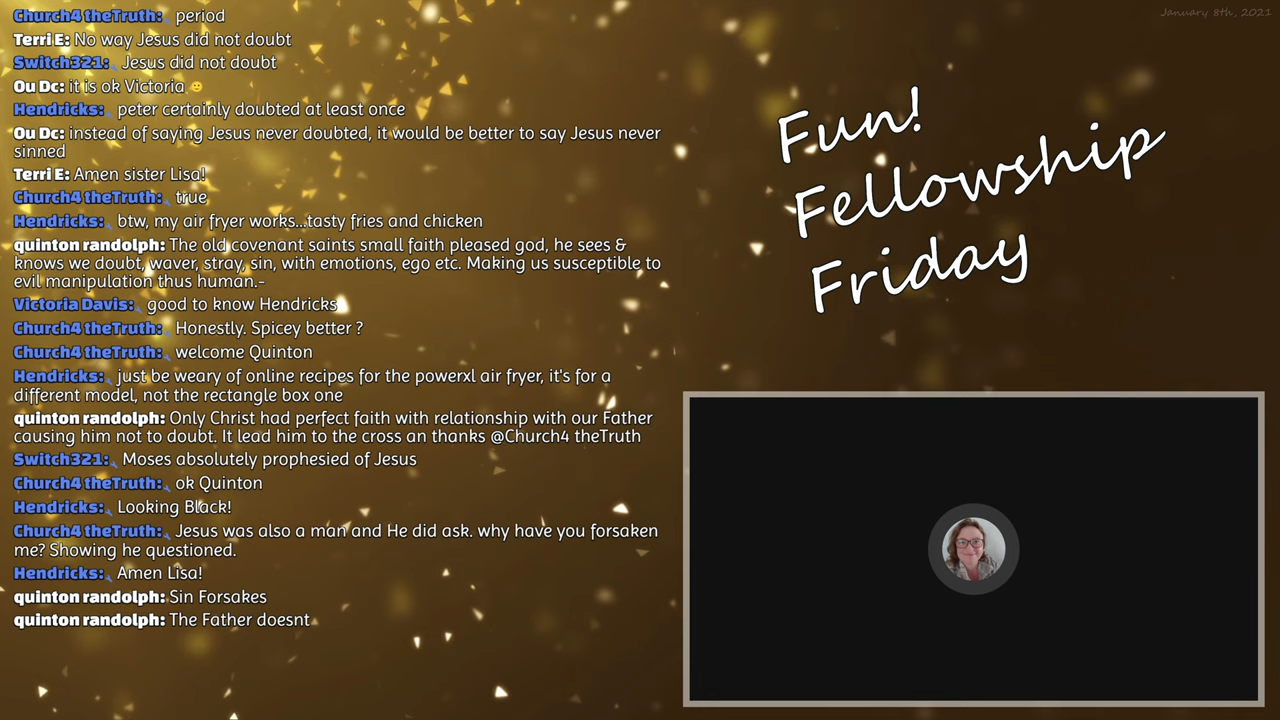 Church4 theTruth: period
Terri E: No way Jesus did not doubt
Switch321: Jesus did not doubt
Ou Dc: it is ok Victoria 🙂
Hendricks: peter certainly doubted at least once
Ou Dc: instead of saying Jesus never doubted, it would be better to say Jesus never
sinned
Terri E: Amen sister Lisa!
Church4 theTruth: true
Hendricks: btw, my air fryer works...tasty fries and chicken
quinton randolph: The old covenant saints small faith pleased god, he sees &
knows we doubt, waver, stray, sin, with emotions, ego etc. Making us susceptible to
evil manipulation thus human.-
Victoria Davis: good to know Hendricks
Church4 theTruth: Honestly. Spicey better ?
Church4 theTruth: welcome Quinton
Hendricks: just be weary of online recipes for the powerxl air fryer, it's for a
different model, not the rectangle box one
quinton randolph: Only Christ had perfect faith with relationship with our Father
causing him not to doubt. It lead him to the cross an thanks @Church4 theTruth
Switch321: Moses absolutely prophesied of Jesus
Church4 theTruth: ok Quinton
Hendricks: Looking Black!
Church4 theTruth: Jesus was also a man and He did ask. why have you forsaken
me? Showing he questioned.
Hendricks: Amen Lisa!
quinton randolph: Sin Forsakes
quinton randolph: The Father doesnt
January 8th, 2021
Fun!
Fellowship
Friday